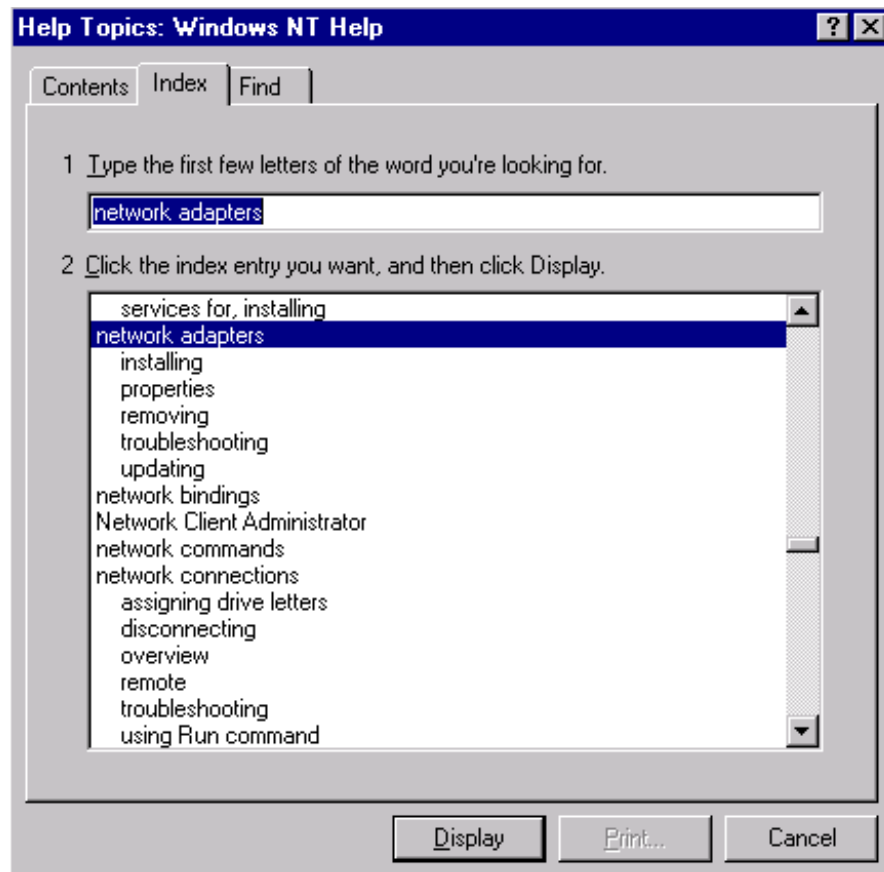 Help Topics: Windows NT Help
Contents Index Find
1 Type the first few letters of the word you're looking for.
network adapters
2 Click the index entry you want, and then click Display.
services for, installing
network adapters
installing
properties
removing
troubleshooting
updating
network bindings
Network Client Administrator
network commands
network connections
assigning drive letters
disconnecting
overview
remote
troubleshooting
using Run command
Display Print... Cancel